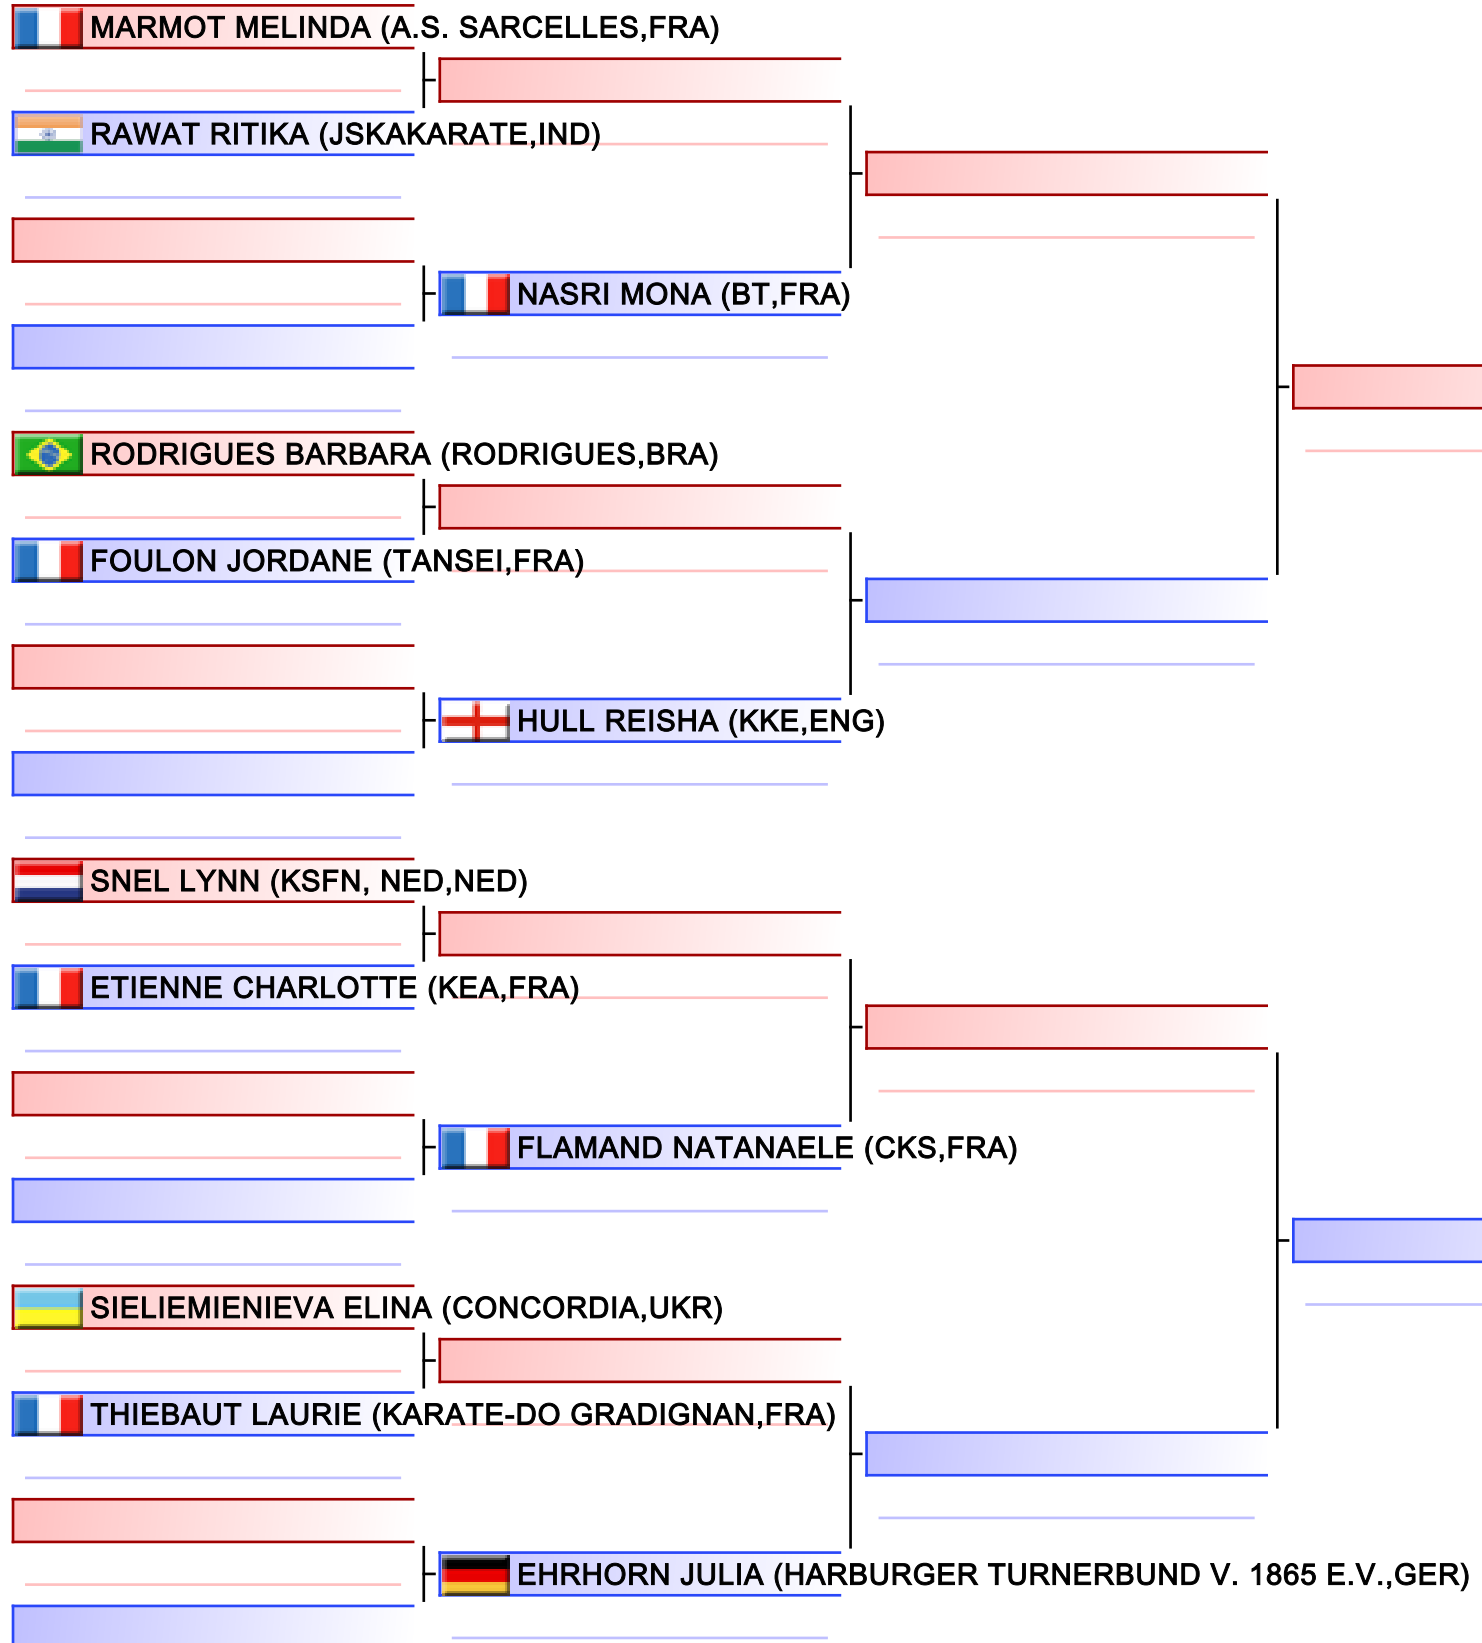 MARMOT MELINDA (A.S. SARCELLES,FRA)
RAWAT RITIKA (JSKAKARATE,IND)
NASRI MONA (BT,FRA)
RODRIGUES BARBARA (RODRIGUES,BRA)
FOULON JORDANE (TANSEI,FRA)
HULL REISHA (KKE,ENG)
SNEL LYNN (KSFN, NED,NED)
ETIENNE CHARLOTTE (KEA,FRA)
FLAMAND NATANAELE (CKS,FRA)
SIELIEMIENIEVA ELINA (CONCORDIA,UKR)
THIEBAUT LAURIE (KARATE-DO GRADIGNAN,FRA)
EHRHORN JULIA (HARBURGER TURNERBUND V. 1865 E.V.,GER)